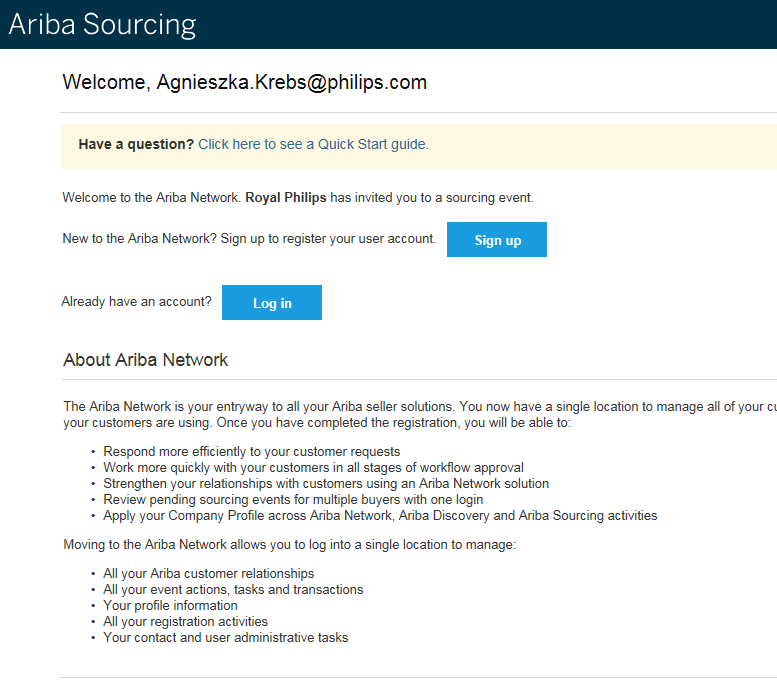 Ariba Sourcing
Welcome, Agnieszka.Krebs@philips.com
Have a question? Click here to see a Quick Start guide.
Welcome to the Ariba Network. Royal Philips has invited you to a sourcing event.
New to the Ariba Network? Sign up to register your user account. Sign up
Already have an account? Log in
About Ariba Network
The Ariba Network is your entryway to all your Ariba seller solutions. You now have a single location to manage all of your
your customers are using. Once you have completed the registration, you will be able to:
• Respond more efficiently to your customer requests
• Work more quickly with your customers in all stages of workflow approval
• Strengthen your relationships with customers using an Ariba Network solution
• Review pending sourcing events for multiple buyers with one login
• Apply your Company Profile across Ariba Network, Ariba Discovery and Ariba Sourcing activities
Moving to the Ariba Network allows you to log into a single location to manage:
• All your Ariba customer relationships
• All your event actions, tasks and transactions
• Your profile information
• All your registration activities
• Your contact and user administrative tasks